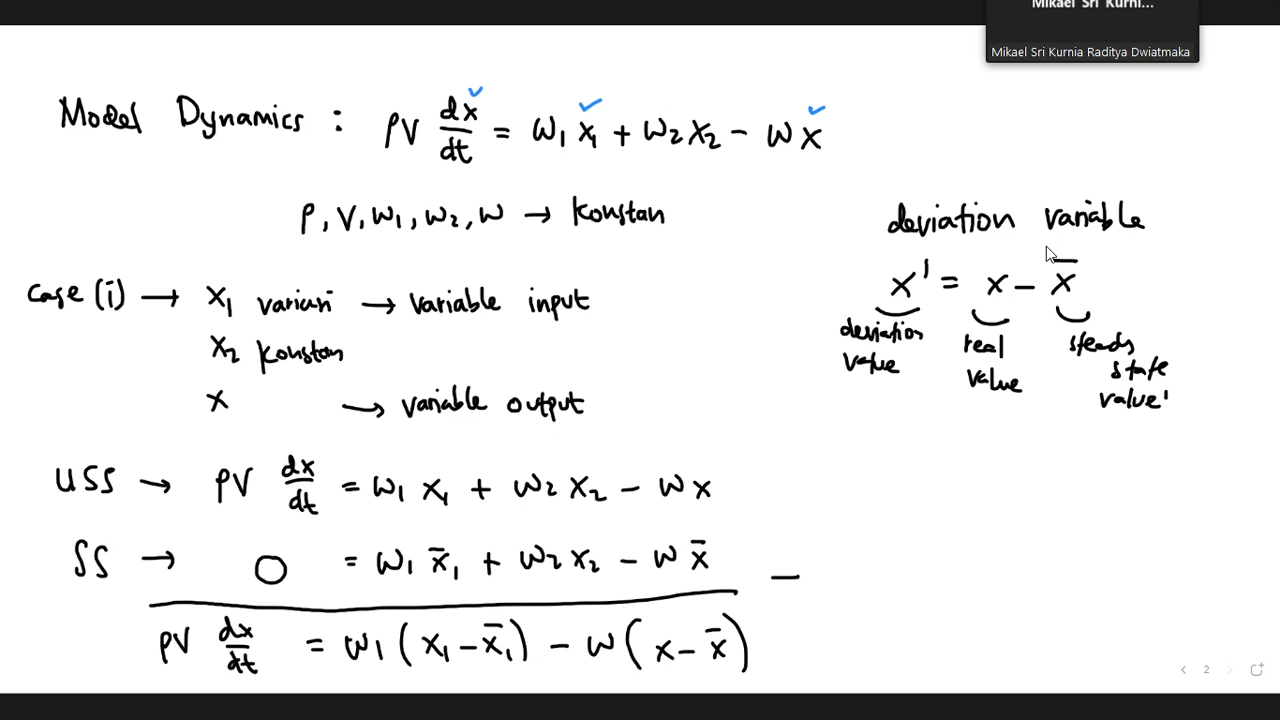 Mikael Sri Kurni...
Mikael Sri Kurnia Raditya Dwiatmaka
Model Dynamics : ρV dx/dt = w₁ x₁ + w₂ x₂ − w x
ρ, V, w₁, w₂, w → konstan
case (i) → x₁ variasi → variable input
x₂ konstan
x → variable output
deviation variable
x' = x − x̄
deviation value
real value
steady state value'
USS → ρV dx/dt = w₁ x₁ + w₂ x₂ − w x
SS → 0 = w₁ x̄₁ + w₂ x₂ − w x̄ −
ρV dx/dt = w₁ (x₁ − x̄₁) − w (x − x̄)
2